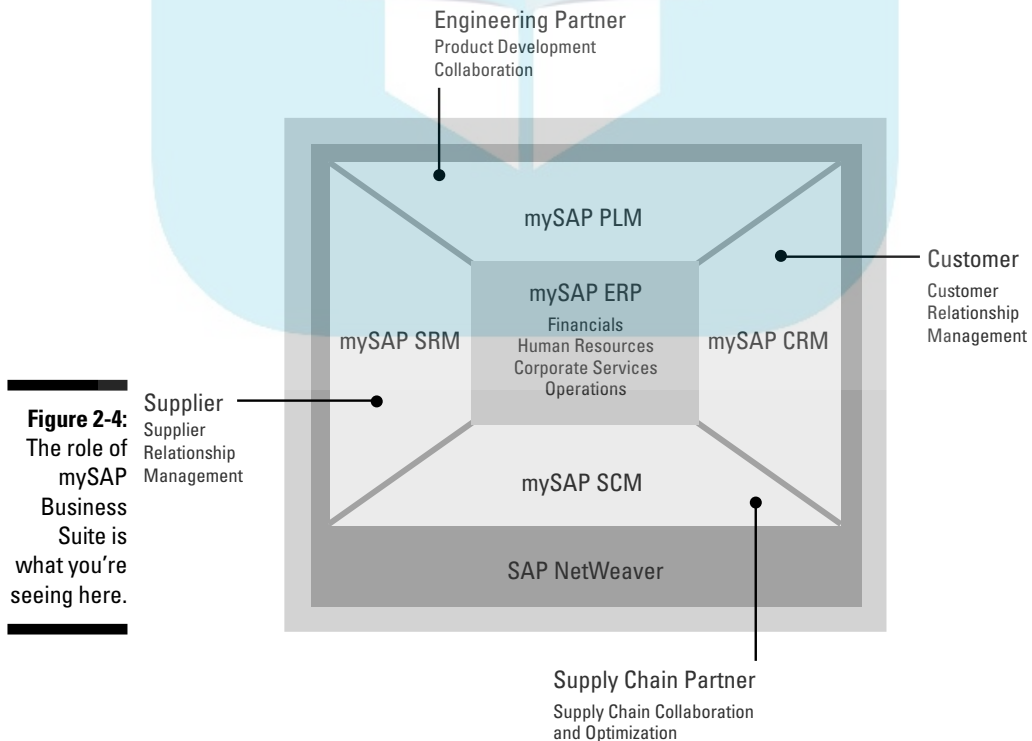 Engineering Partner
Product Development
Collaboration
mySAP PLM
Customer
Customer
Relationship
Management
mySAP ERP
Financials
Human Resources
Corporate Services
Operations
mySAP SRM
mySAP CRM
Supplier
Supplier
Relationship
Management
Figure 2-4:
The role of
mySAP
Business
Suite is
what you're
seeing here.
mySAP SCM
SAP NetWeaver
Supply Chain Partner
Supply Chain Collaboration
and Optimization